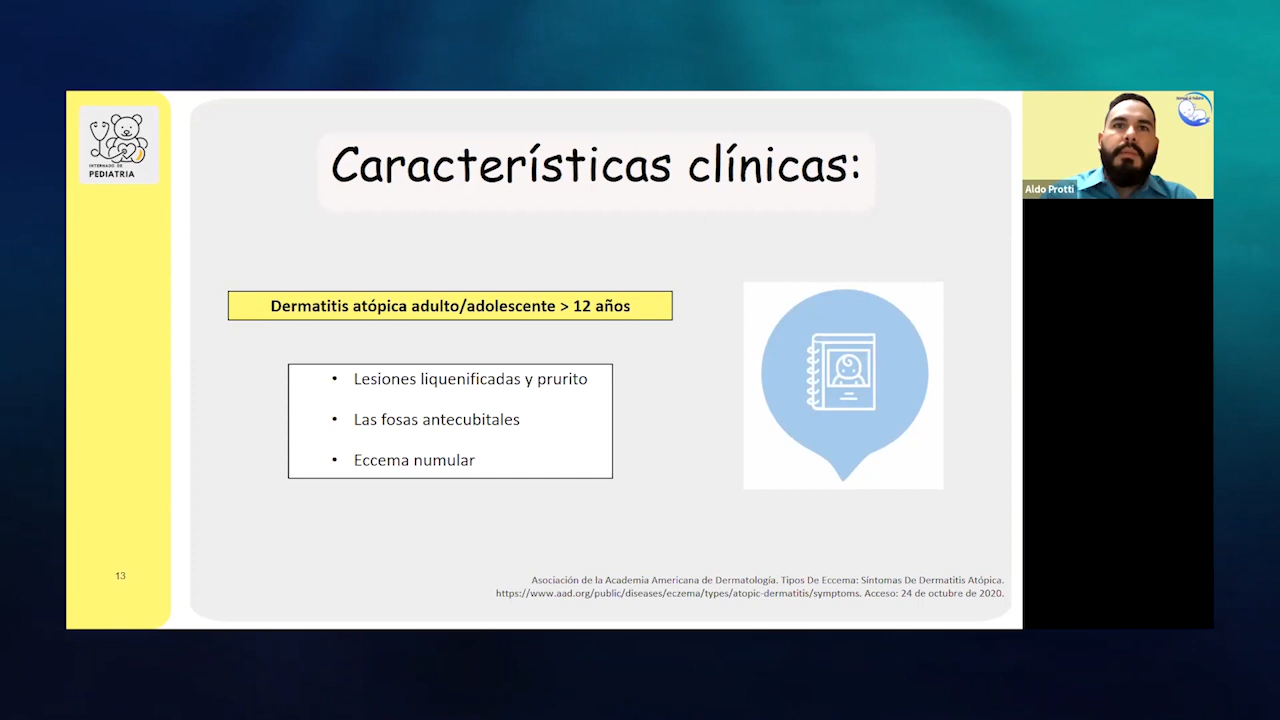 INTERNADO DE
PEDIATRIA
Características clínicas:
Dermatitis atópica adulto/adolescente > 12 años
• Lesiones liquenificadas y prurito
• Las fosas antecubitales
• Eccema numular
13
Asociación de la Academia Americana de Dermatología. Tipos De Eccema: Síntomas De Dermatitis Atópica.
https://www.aad.org/public/diseases/eczema/types/atopic-dermatitis/symptoms. Acceso: 24 de octubre de 2020.
Aldo Protti